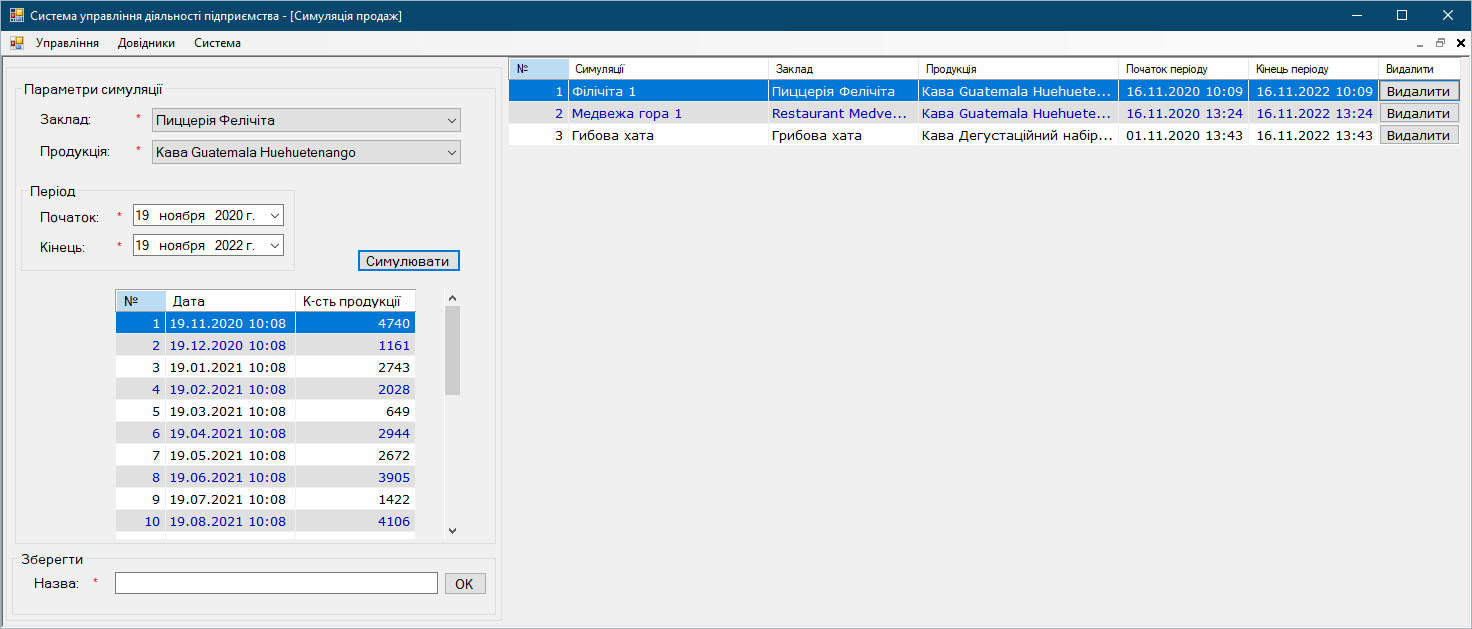 Система управління діяльності підприємства - [Симуляція продаж]
Управління Довідники Система
Параметри симуляції
Заклад: * Пиццерія Фелічіта
Продукція: * Кава Guatemala Huehuetenango
Період
Початок: * 19 ноября 2020 г.
Кінець: * 19 ноября 2022 г.
Симулювати
№ Дата К-сть продукції
1 19.11.2020 10:08 4740
2 19.12.2020 10:08 1161
3 19.01.2021 10:08 2743
4 19.02.2021 10:08 2028
5 19.03.2021 10:08 649
6 19.04.2021 10:08 2944
7 19.05.2021 10:08 2672
8 19.06.2021 10:08 3905
9 19.07.2021 10:08 1422
10 19.08.2021 10:08 4106
Зберегти
Назва: * OK
№ Симуляції Заклад Продукція Початок періоду Кінець періоду Видалити
1 Філічіта 1 Пиццерія Фелічіта Кава Guatemala Huehuete... 16.11.2020 10:09 16.11.2022 10:09 Видалити
2 Медвежа гора 1 Restaurant Medve... Кава Guatemala Huehuete... 16.11.2020 13:24 16.11.2022 13:24 Видалити
3 Гибова хата Грибова хата Кава Дегустаційний набір... 01.11.2020 13:43 16.11.2022 13:43 Видалити